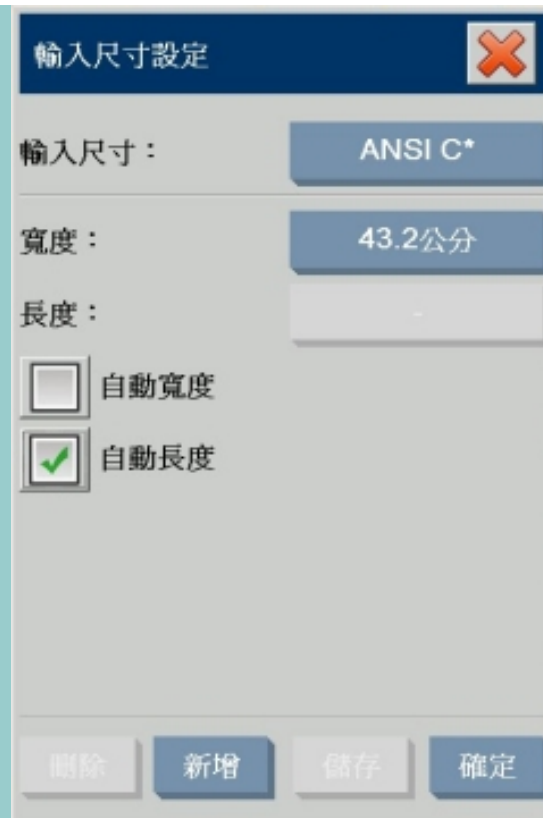 輸入尺寸設定
輸入尺寸：
ANSI C*
寬度：
43.2公分
長度：
-
自動寬度
自動長度
刪除
新增
儲存
確定